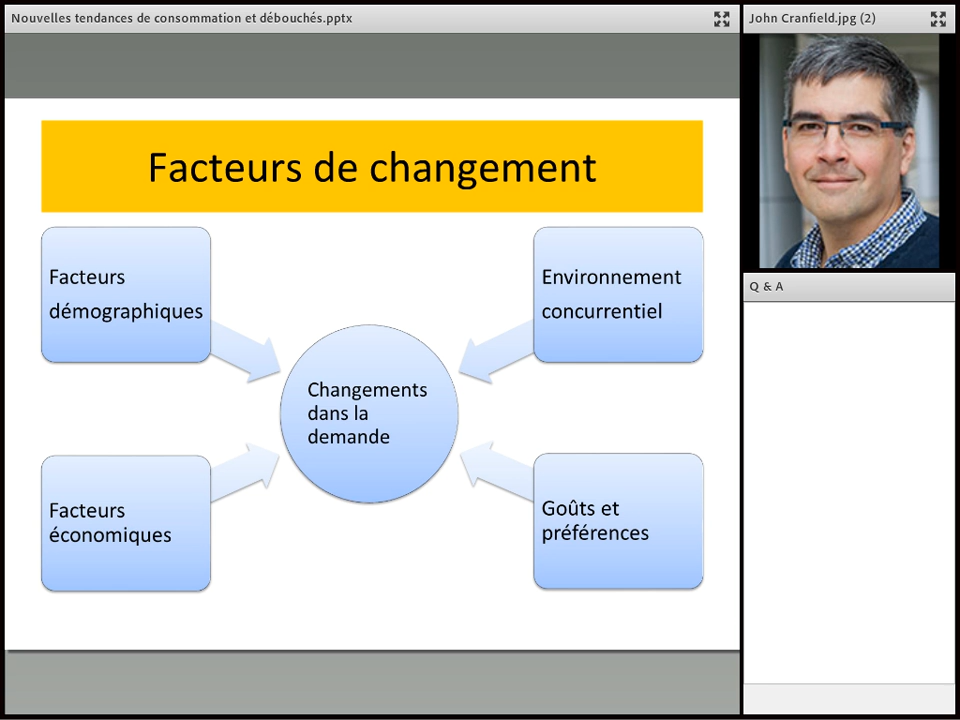 Nouvelles tendances de consommation et débouchés.pptx
John Cranfield.jpg (2)
Facteurs de changement
Facteurs
démographiques
Environnement
concurrentiel
Changements
dans la
demande
Facteurs
économiques
Goûts et
préférences
Q & A